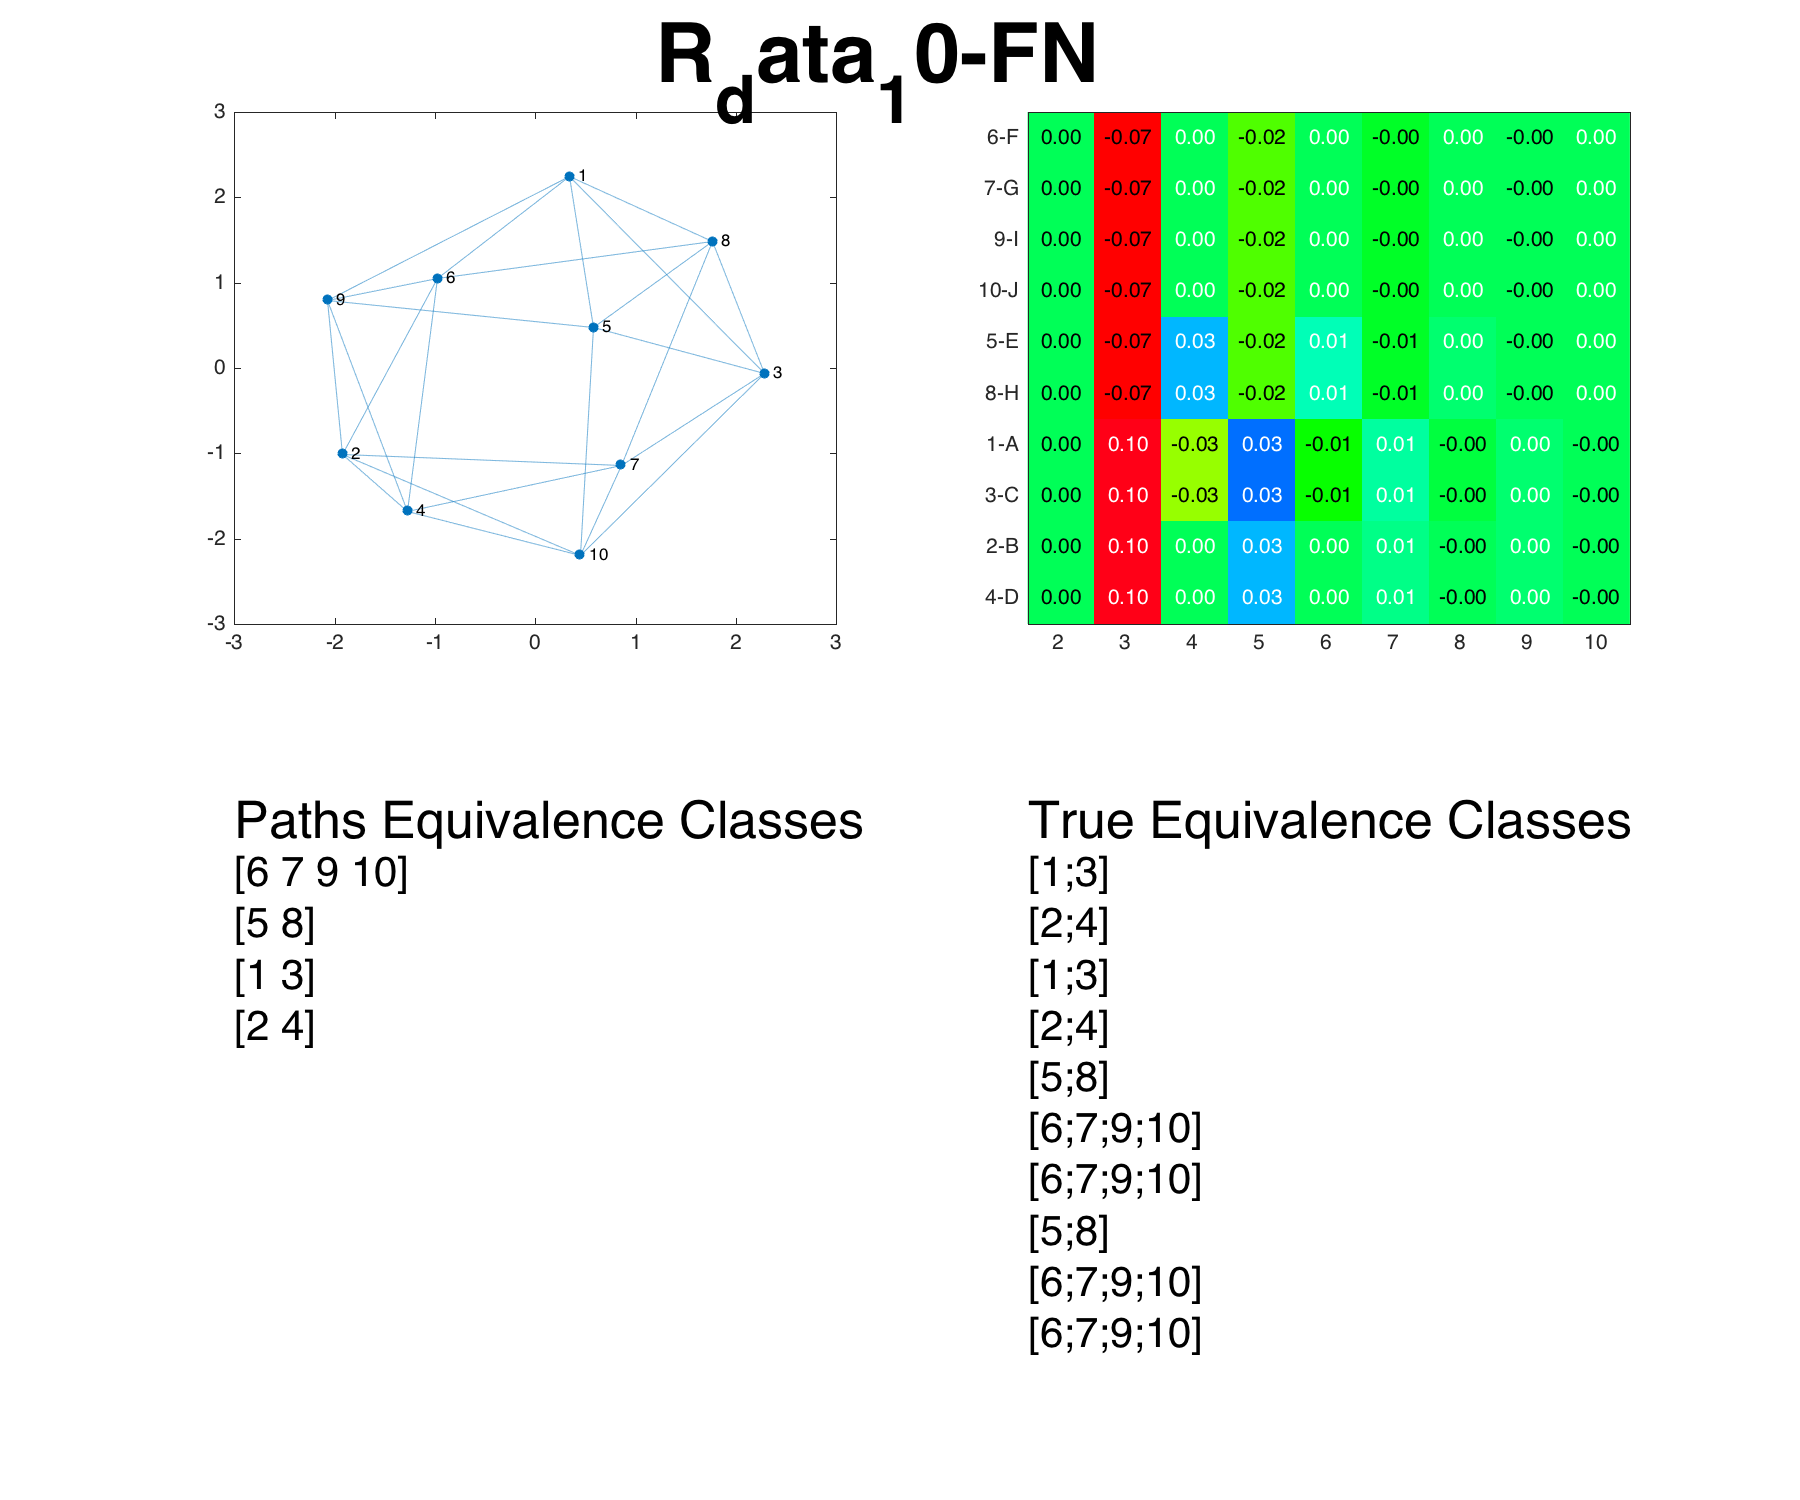 R_data_10-FN
3
2
1
0
-1
-2
-3
-3 -2 -1 0 1 2 3
1
8
6
9
5
3
2
7
4
10
6-F 0.00 -0.07 0.00 -0.02 0.00 -0.00 0.00 -0.00 0.00
7-G 0.00 -0.07 0.00 -0.02 0.00 -0.00 0.00 -0.00 0.00
9-I 0.00 -0.07 0.00 -0.02 0.00 -0.00 0.00 -0.00 0.00
10-J 0.00 -0.07 0.00 -0.02 0.00 -0.00 0.00 -0.00 0.00
5-E 0.00 -0.07 0.03 -0.02 0.01 -0.01 0.00 -0.00 0.00
8-H 0.00 -0.07 0.03 -0.02 0.01 -0.01 0.00 -0.00 0.00
1-A 0.00 0.10 -0.03 0.03 -0.01 0.01 -0.00 0.00 -0.00
3-C 0.00 0.10 -0.03 0.03 -0.01 0.01 -0.00 0.00 -0.00
2-B 0.00 0.10 0.00 0.03 0.00 0.01 -0.00 0.00 -0.00
4-D 0.00 0.10 0.00 0.03 0.00 0.01 -0.00 0.00 -0.00
2 3 4 5 6 7 8 9 10
Paths Equivalence Classes
[6 7 9 10]
[5 8]
[1 3]
[2 4]
True Equivalence Classes
[1;3]
[2;4]
[1;3]
[2;4]
[5;8]
[6;7;9;10]
[6;7;9;10]
[5;8]
[6;7;9;10]
[6;7;9;10]